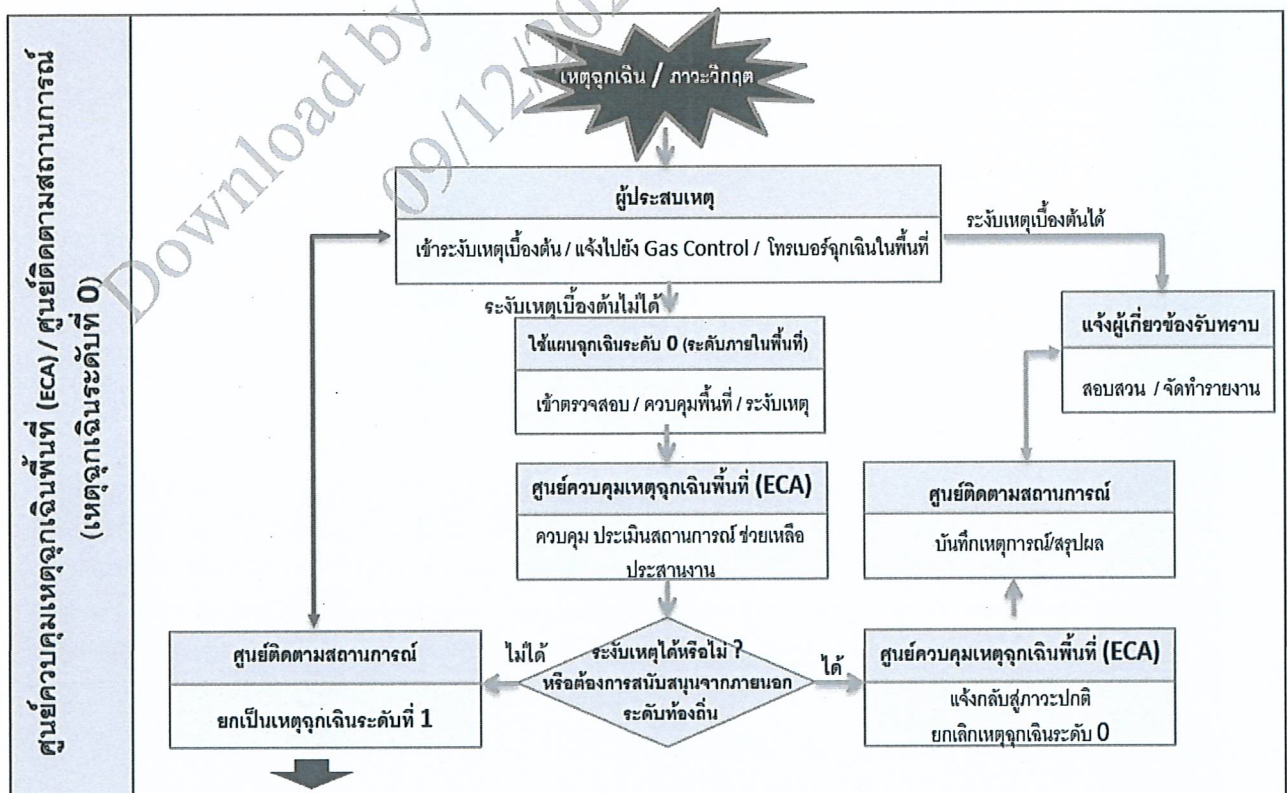 ศูนย์ควบคุมเหตุฉุกเฉินพื้นที่ (ECA) / ศูนย์ติดตามสถานการณ์
(เหตุฉุกเฉินระดับที่ 0)
Download by
09/12/202
เหตุฉุกเฉิน / ภาวะวิกฤต
ผู้ประสบเหตุ
เข้าระงับเหตุเบื้องต้น / แจ้งไปยัง Gas Control / โทรเบอร์ฉุกเฉินในพื้นที่
ระงับเหตุเบื้องต้นได้
ระงับเหตุเบื้องต้นไม่ได้
แจ้งผู้เกี่ยวข้องรับทราบ
สอบสวน / จัดทำรายงาน
ใช้แผนฉุกเฉินระดับ 0 (ระดับภายในพื้นที่)
เข้าตรวจสอบ / ควบคุมพื้นที่ / ระงับเหตุ
ศูนย์ควบคุมเหตุฉุกเฉินพื้นที่ (ECA)
ควบคุม ประเมินสถานการณ์ ช่วยเหลือ
ประสานงาน
ศูนย์ติดตามสถานการณ์
บันทึกเหตุการณ์/สรุปผล
ศูนย์ติดตามสถานการณ์
ยกเป็นเหตุฉุกเฉินระดับที่ 1
ไม่ได้
ระงับเหตุได้หรือไม่ ?
หรือต้องการสนับสนุนจากภายนอก
ระดับท้องถิ่น
ได้
ศูนย์ควบคุมเหตุฉุกเฉินพื้นที่ (ECA)
แจ้งกลับสู่ภาวะปกติ
ยกเลิกเหตุฉุกเฉินระดับ 0